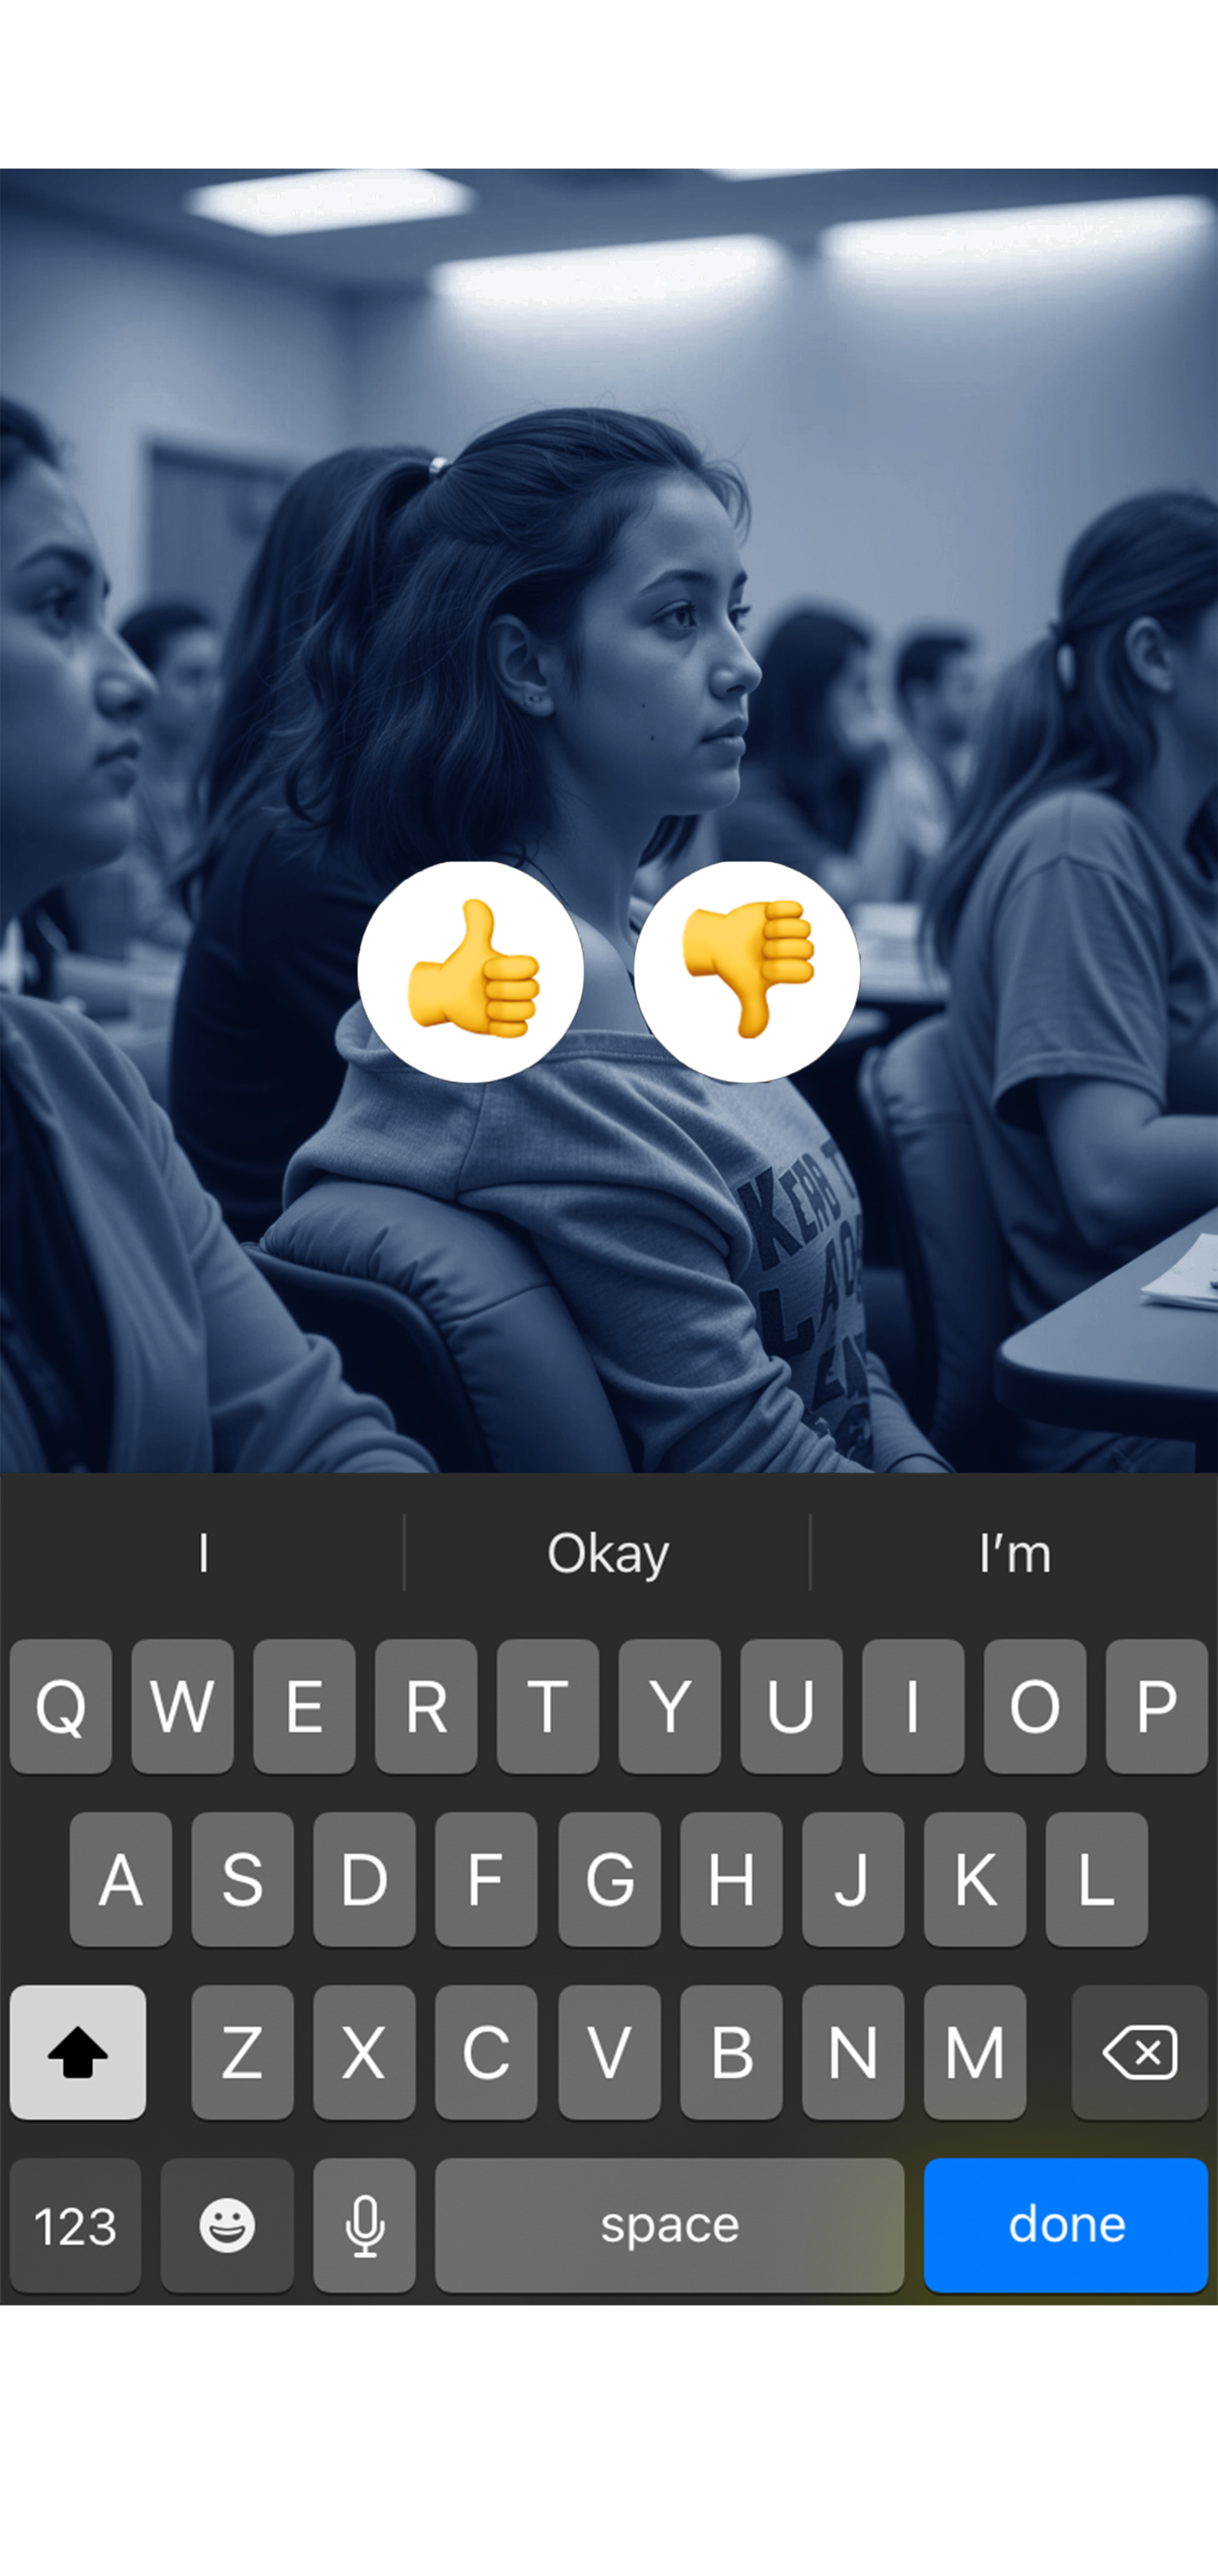 I Okay I’m
Q W E R T Y U I O P
A S D F G H J K L
Z X C V B N M
123 space done